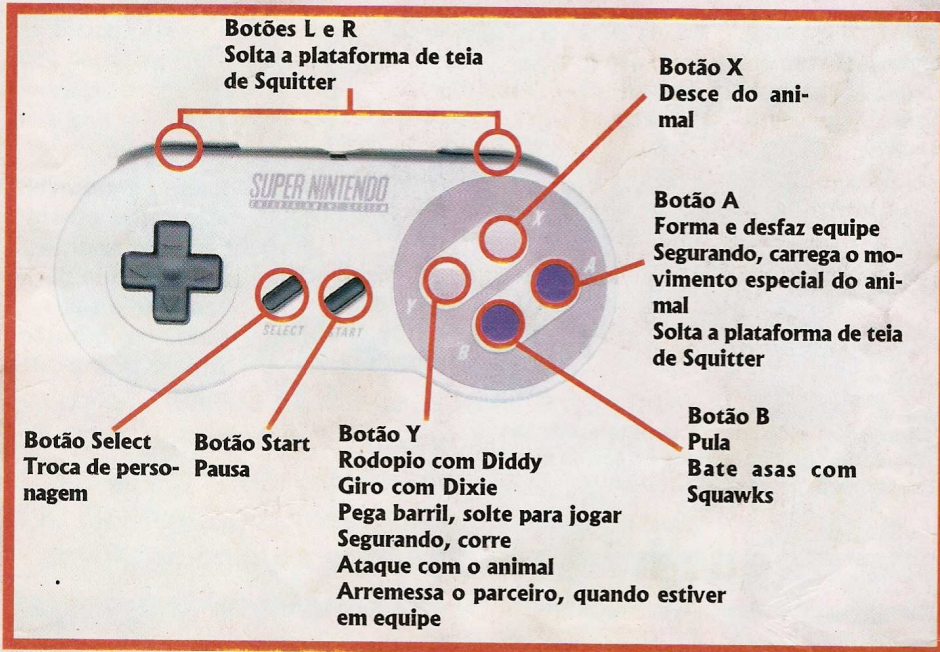 Botões L e R
Solta a plataforma de teia
de Squitter
Botão X
Desce do ani-
mal
SUPER NINTENDO
ENTERTAINMENT SYSTEM
X
A
Y
B
SELECT
START
Botão A
Forma e desfaz equipe
Segurando, carrega o mo-
vimento especial do ani-
mal
Solta a plataforma de teia
de Squitter
Botão Select
Troca de perso-
nagem
Botão Start
Pausa
Botão Y
Rodopio com Diddy
Giro com Dixie
Pega barril, solte para jogar
Segurando, corre
Ataque com o animal
Arremessa o parceiro, quando estiver
em equipe
Botão B
Pula
Bate asas com
Squawks